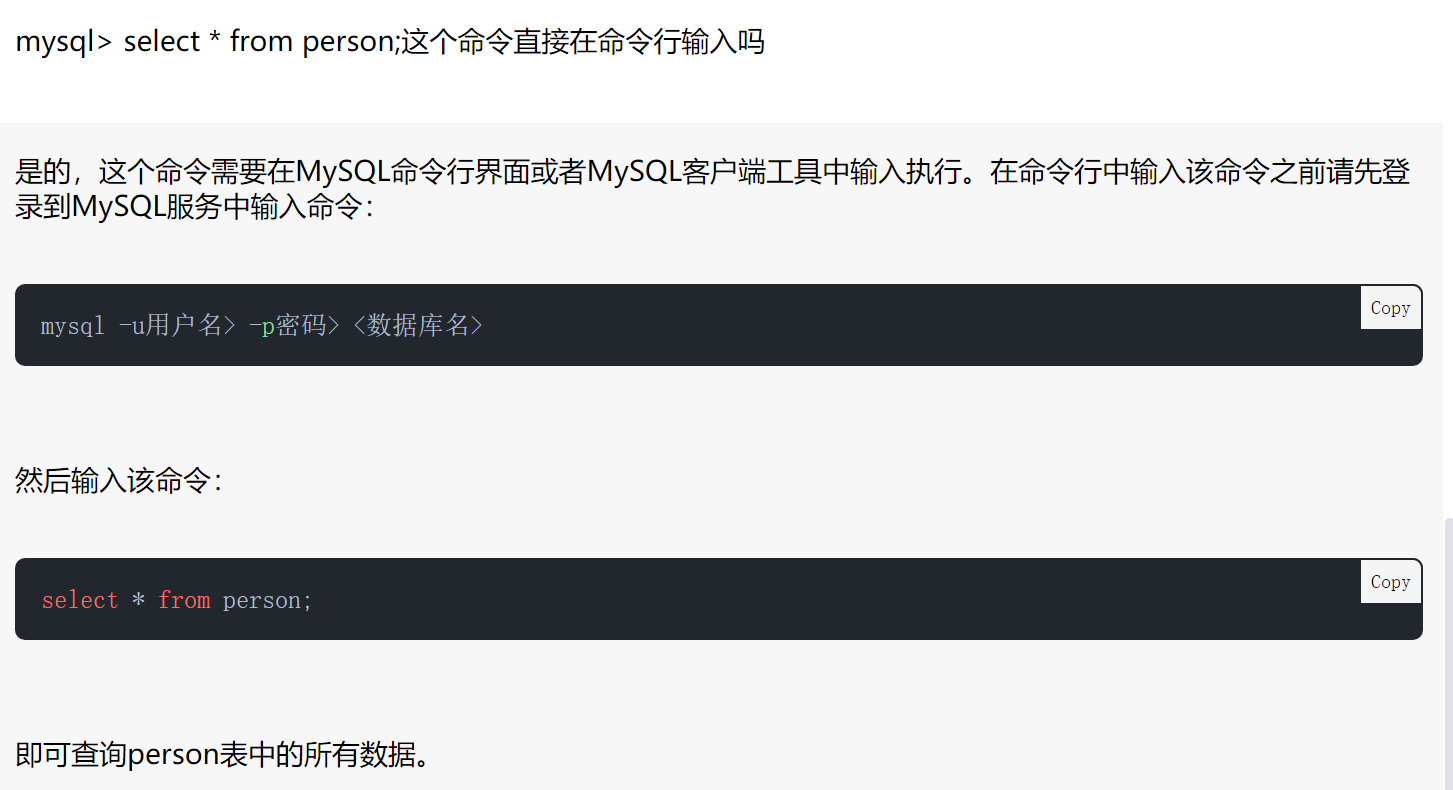 mysql> select * from person;这个命令直接在命令行输入吗
是的，这个命令需要在MySQL命令行界面或者MySQL客户端工具中输入执行。在命令行中输入该命令之前请先登
录到MySQL服务中输入命令：
Copy
mysql -u用户名> -p密码> <数据库名>
然后输入该命令：
Copy
select * from person;
即可查询person表中的所有数据。